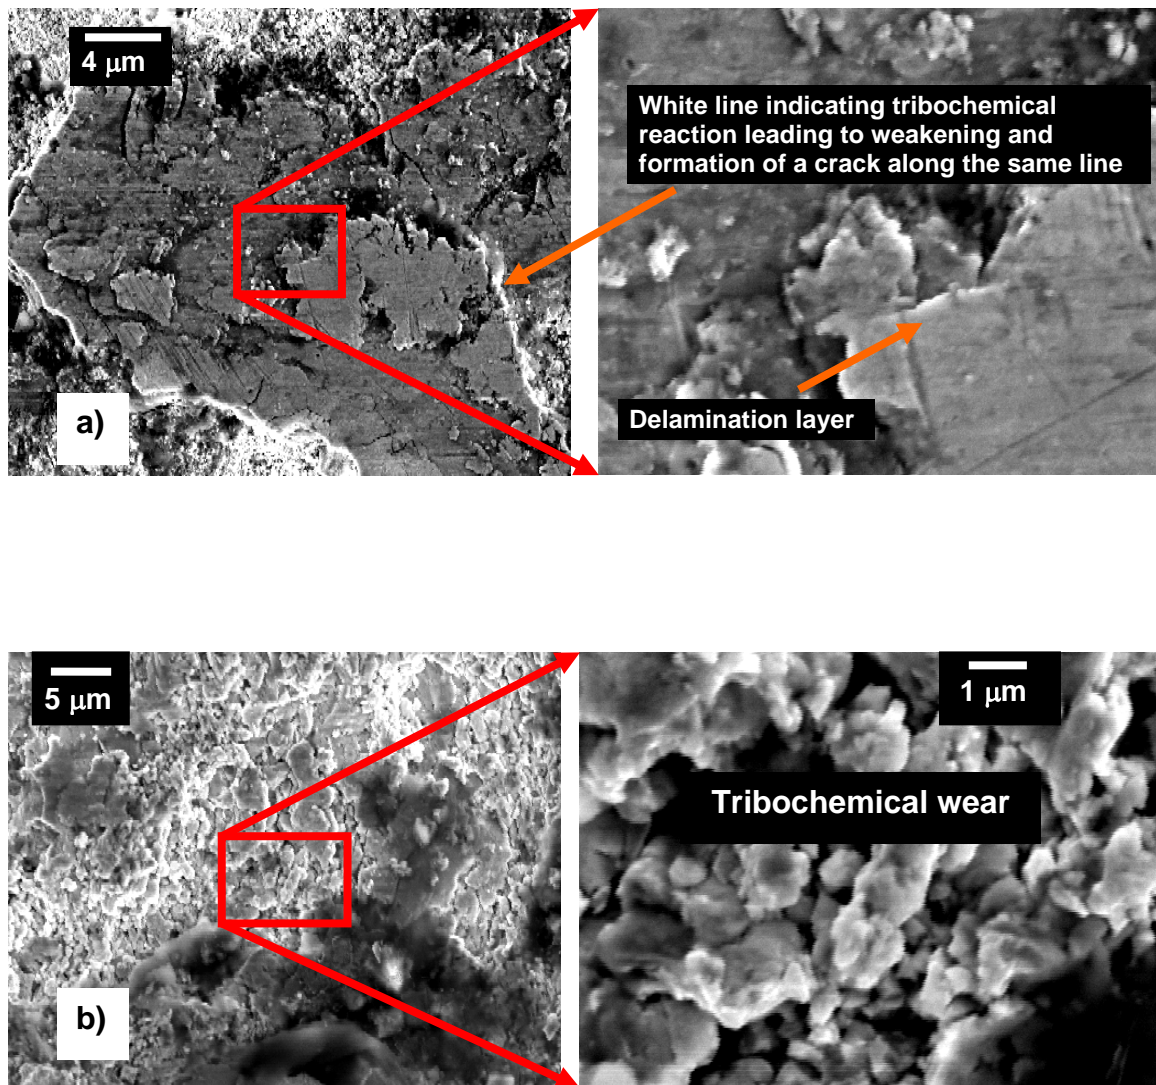 4 μm
White line indicating tribochemical
reaction leading to weakening and
formation of a crack along the same line
Delamination layer
a)
5 μm
1 μm
Tribochemical wear
b)